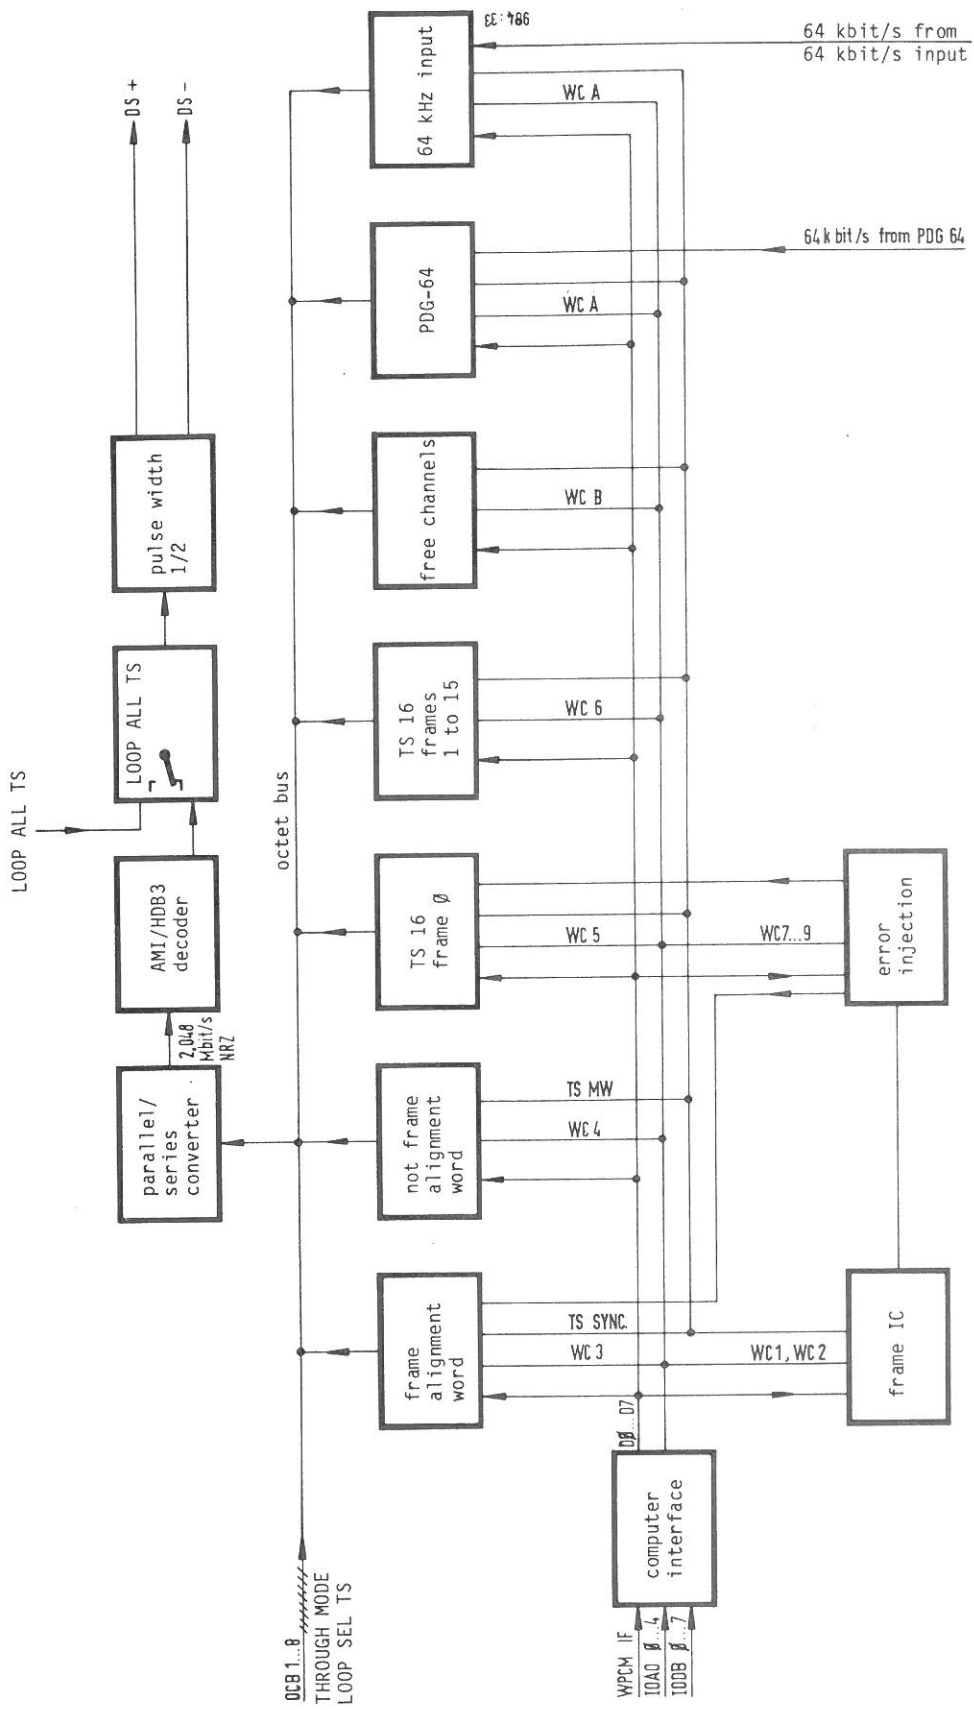 LOOP ALL TS
DS +
DS -
parallel/
series
converter
2,048
Mbit/s
NRZ
AMI/HDB3
decoder
LOOP ALL TS
pulse width
1/2
octet bus
OCB 1...8
THROUGH MODE
LOOP SEL TS
frame
alignment
word
not frame
alignment
word
TS 16
frame Ø
TS 16
frames
1 to 15
free channels
PDG-64
64 kHz input
984:33
WC 3
TS SYNC.
WC 4
TS MW
WC 5
WC 6
WC B
WC A
WC A
WPCM IF
IOAO Ø...4
IODB Ø...7
computer
interface
DØ...D7
WC1, WC2
frame IC
WC7...9
error
injection
64 kbit/s from PDG 64
64 kbit/s from
64 kbit/s input